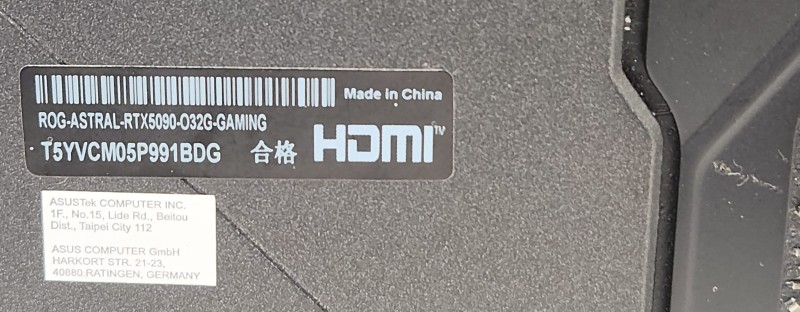 Made in China
ROG-ASTRAL-RTX5090-O32G-GAMING
T5YVCM05P991BDG 合格 HDMI™
ASUSTek COMPUTER INC.
1F., No.15, Lide Rd., Beitou
Dist., Taipei City 112
ASUS COMPUTER GmbH
HARKORT STR. 21-23,
40880 RATINGEN, GERMANY